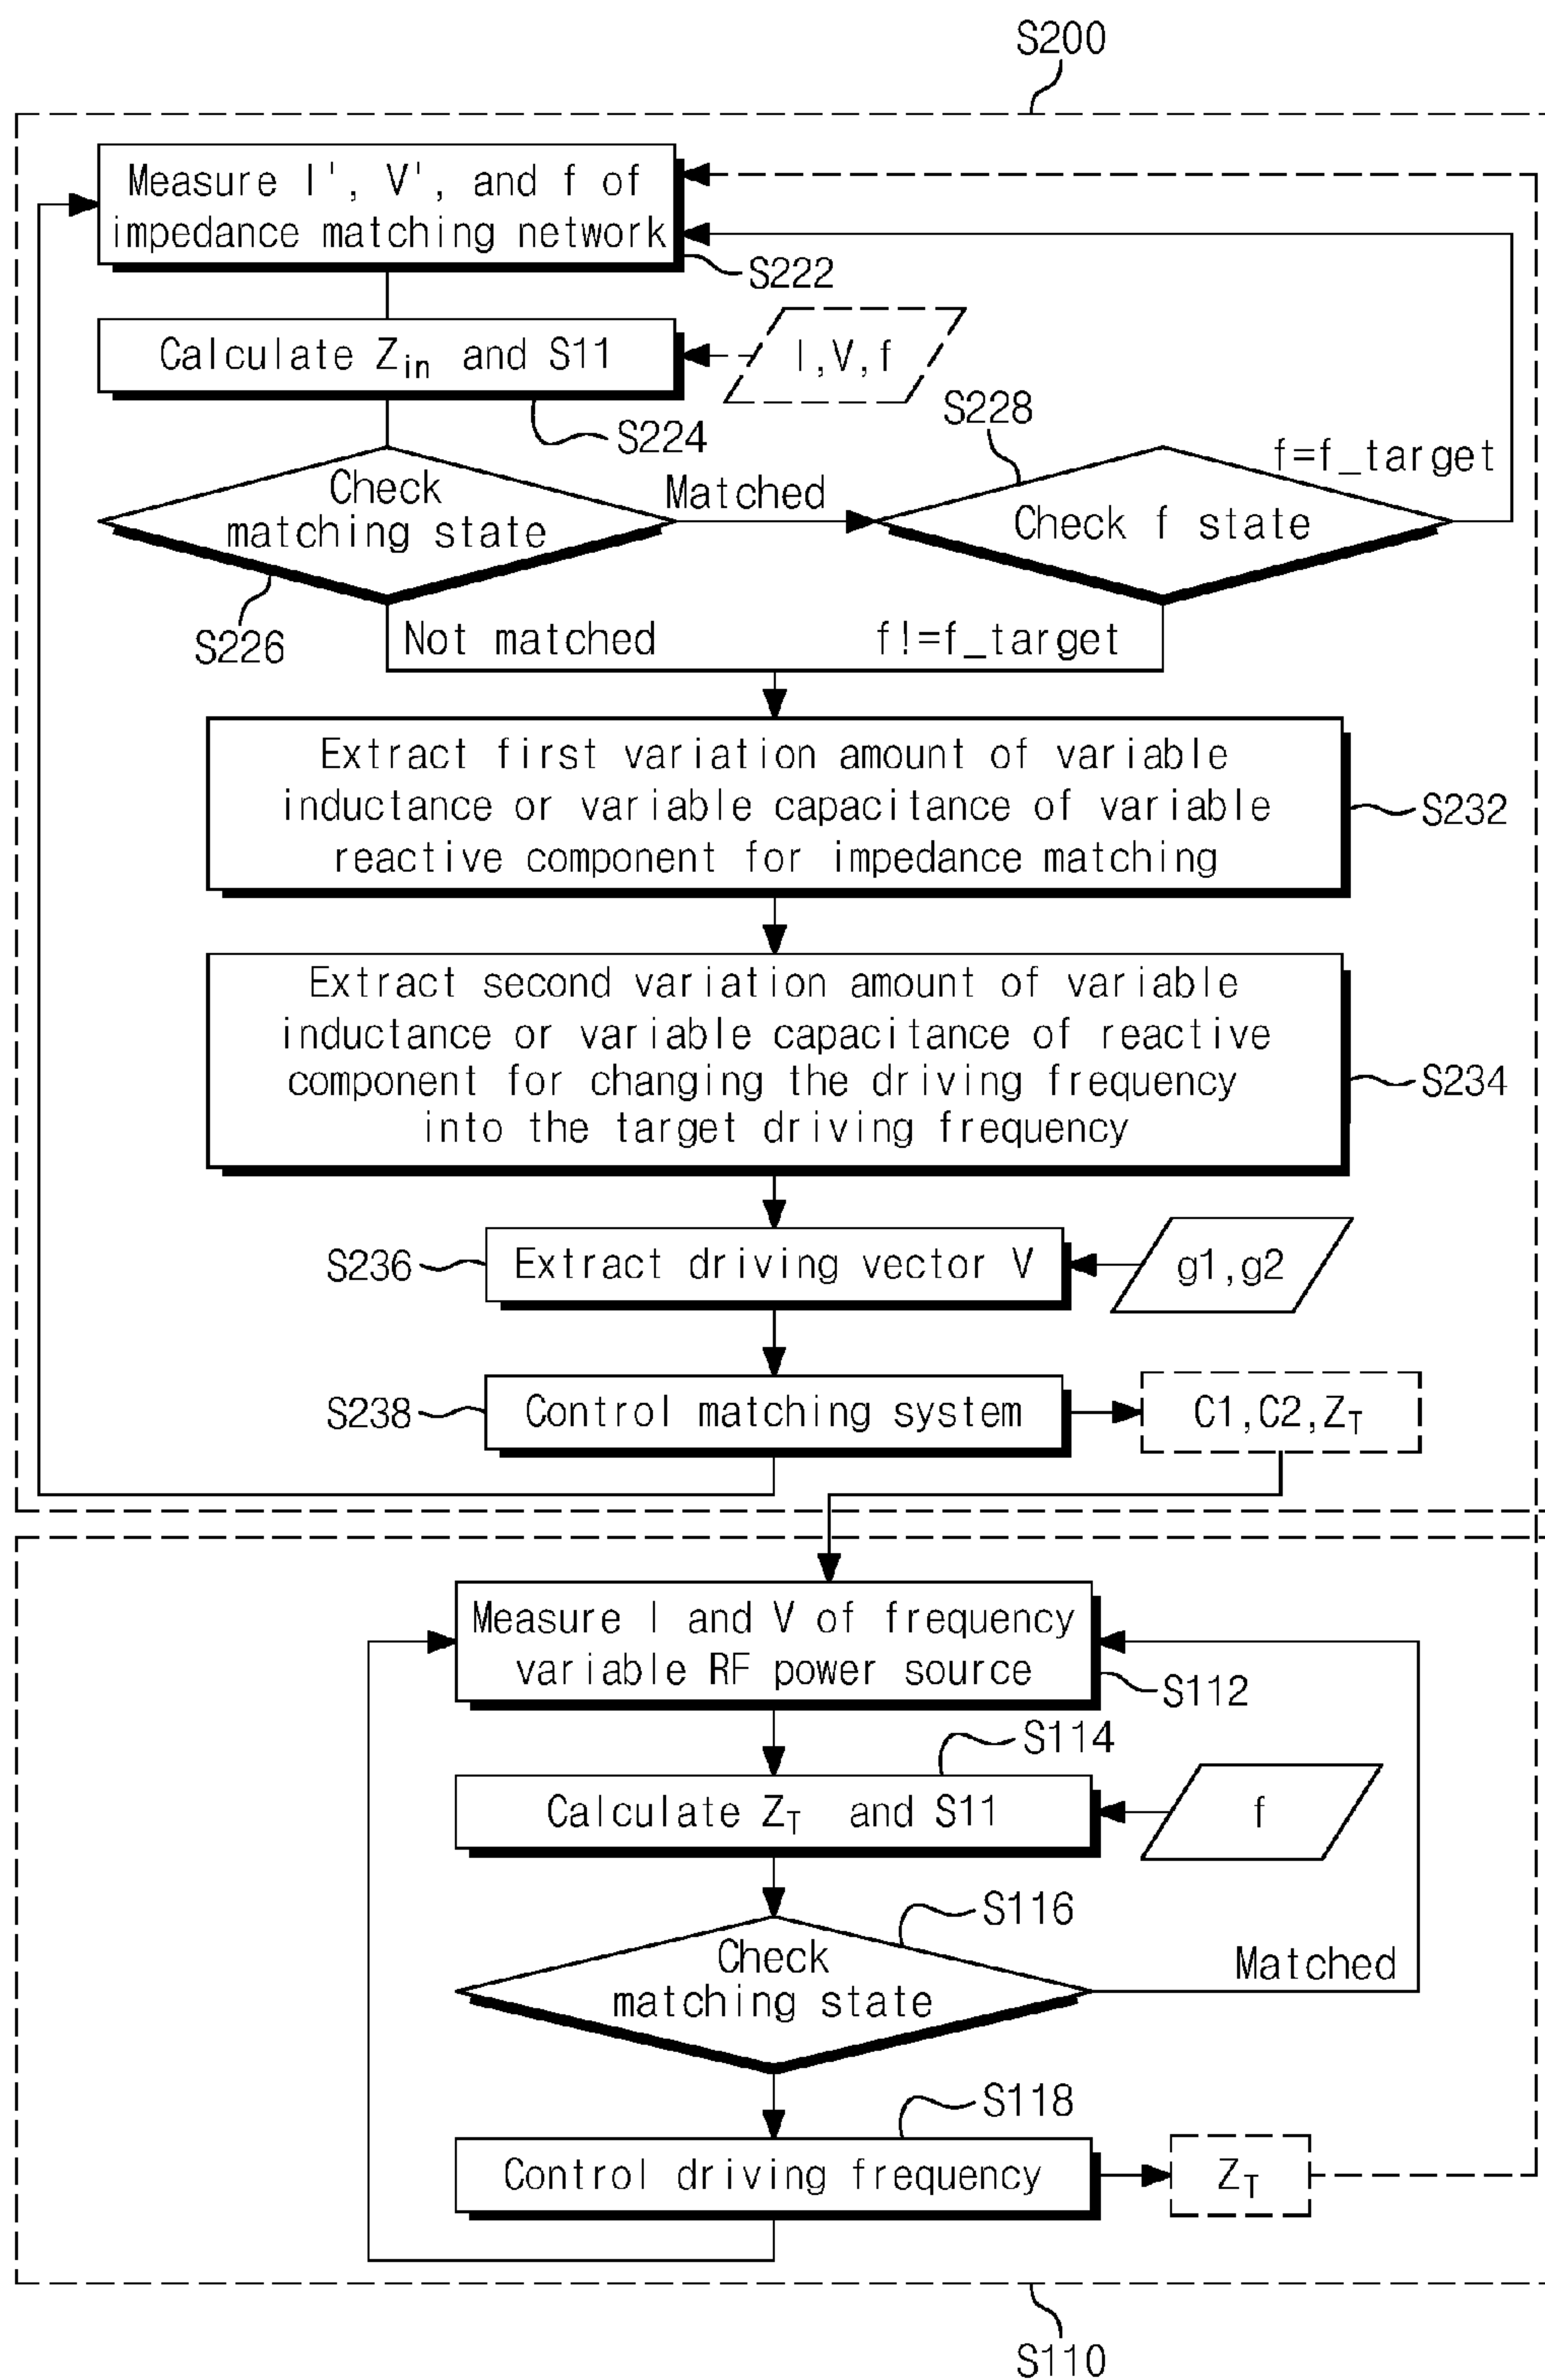 S200
Measure I', V', and f of
impedance matching network
S222
Calculate Zin and S11
I,V,f
S224
S228
f=f_target
Check
matching state
Matched
Check f state
S226
Not matched
f!=f_target
Extract first variation amount of variable
inductance or variable capacitance of variable
reactive component for impedance matching
S232
Extract second variation amount of variable
inductance or variable capacitance of reactive
component for changing the driving frequency
into the target driving frequency
S234
S236
Extract driving vector V
g1,g2
S238
Control matching system
C1,C2,ZT
Measure I and V of frequency
variable RF power source
S112
S114
Calculate ZT and S11
f
S116
Check
matching state
Matched
S118
Control driving frequency
ZT
S110